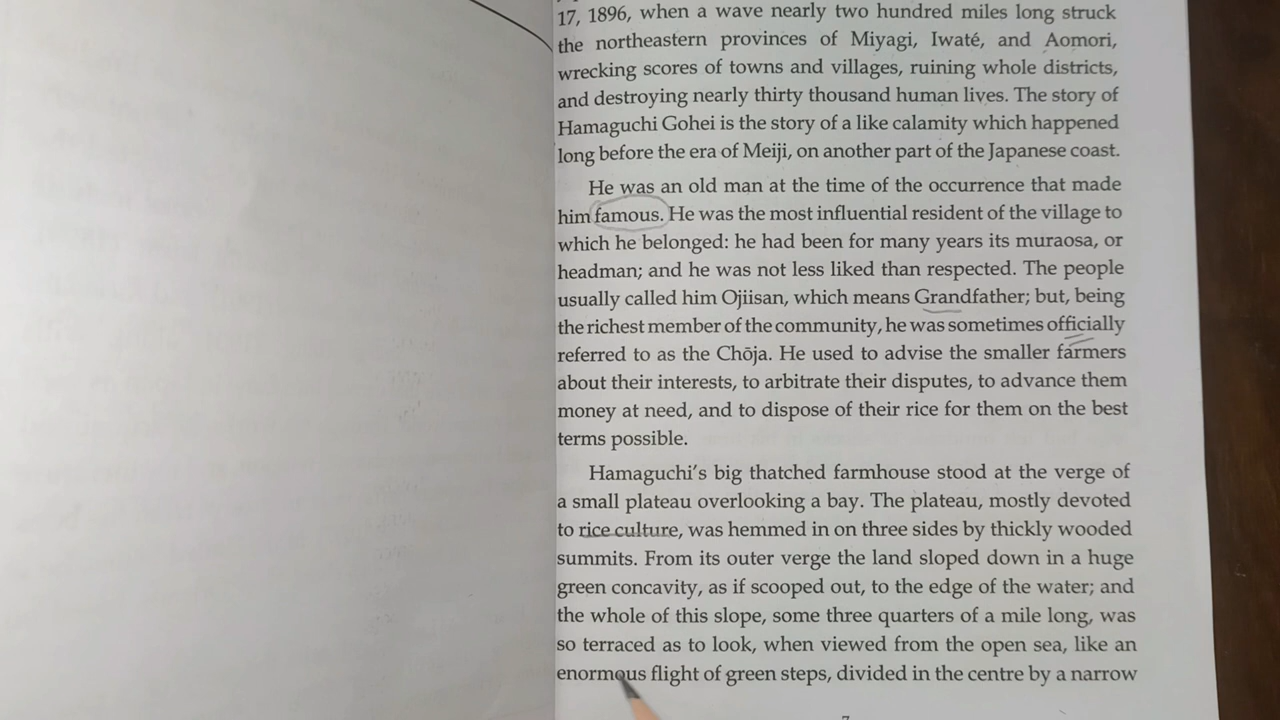 17, 1896, when a wave nearly two hundred miles long struck
the northeastern provinces of Miyagi, Iwaté, and Aomori,
wrecking scores of towns and villages, ruining whole districts,
and destroying nearly thirty thousand human lives. The story of
Hamaguchi Gohei is the story of a like calamity which happened
long before the era of Meiji, on another part of the Japanese coast.
He was an old man at the time of the occurrence that made
him famous. He was the most influential resident of the village to
which he belonged: he had been for many years its muraosa, or
headman; and he was not less liked than respected. The people
usually called him Ojiisan, which means Grandfather; but, being
the richest member of the community, he was sometimes officially
referred to as the Chōja. He used to advise the smaller farmers
about their interests, to arbitrate their disputes, to advance them
money at need, and to dispose of their rice for them on the best
terms possible.
Hamaguchi's big thatched farmhouse stood at the verge of
a small plateau overlooking a bay. The plateau, mostly devoted
to rice culture, was hemmed in on three sides by thickly wooded
summits. From its outer verge the land sloped down in a huge
green concavity, as if scooped out, to the edge of the water; and
the whole of this slope, some three quarters of a mile long, was
so terraced as to look, when viewed from the open sea, like an
enormous flight of green steps, divided in the centre by a narrow